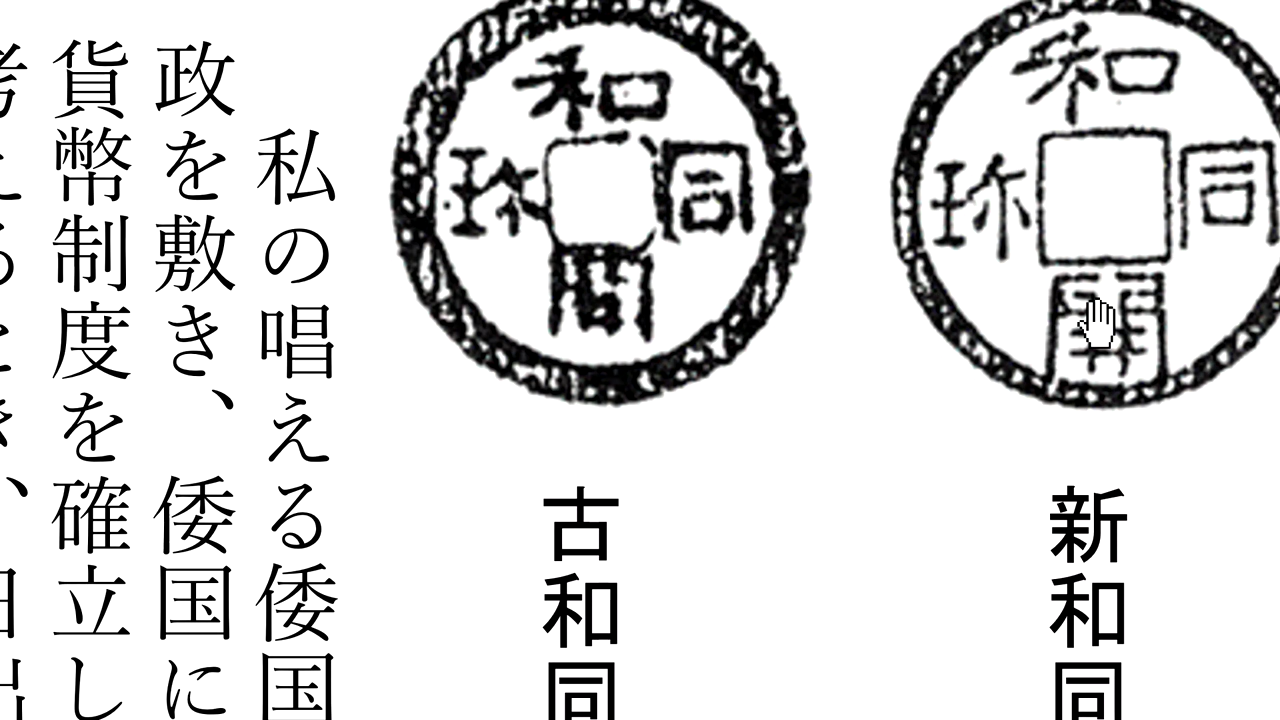 和同開珎
新和同
和同開珎
古和同
私の唱える倭国
政を敷き、倭国に
貨幣制度を確立し